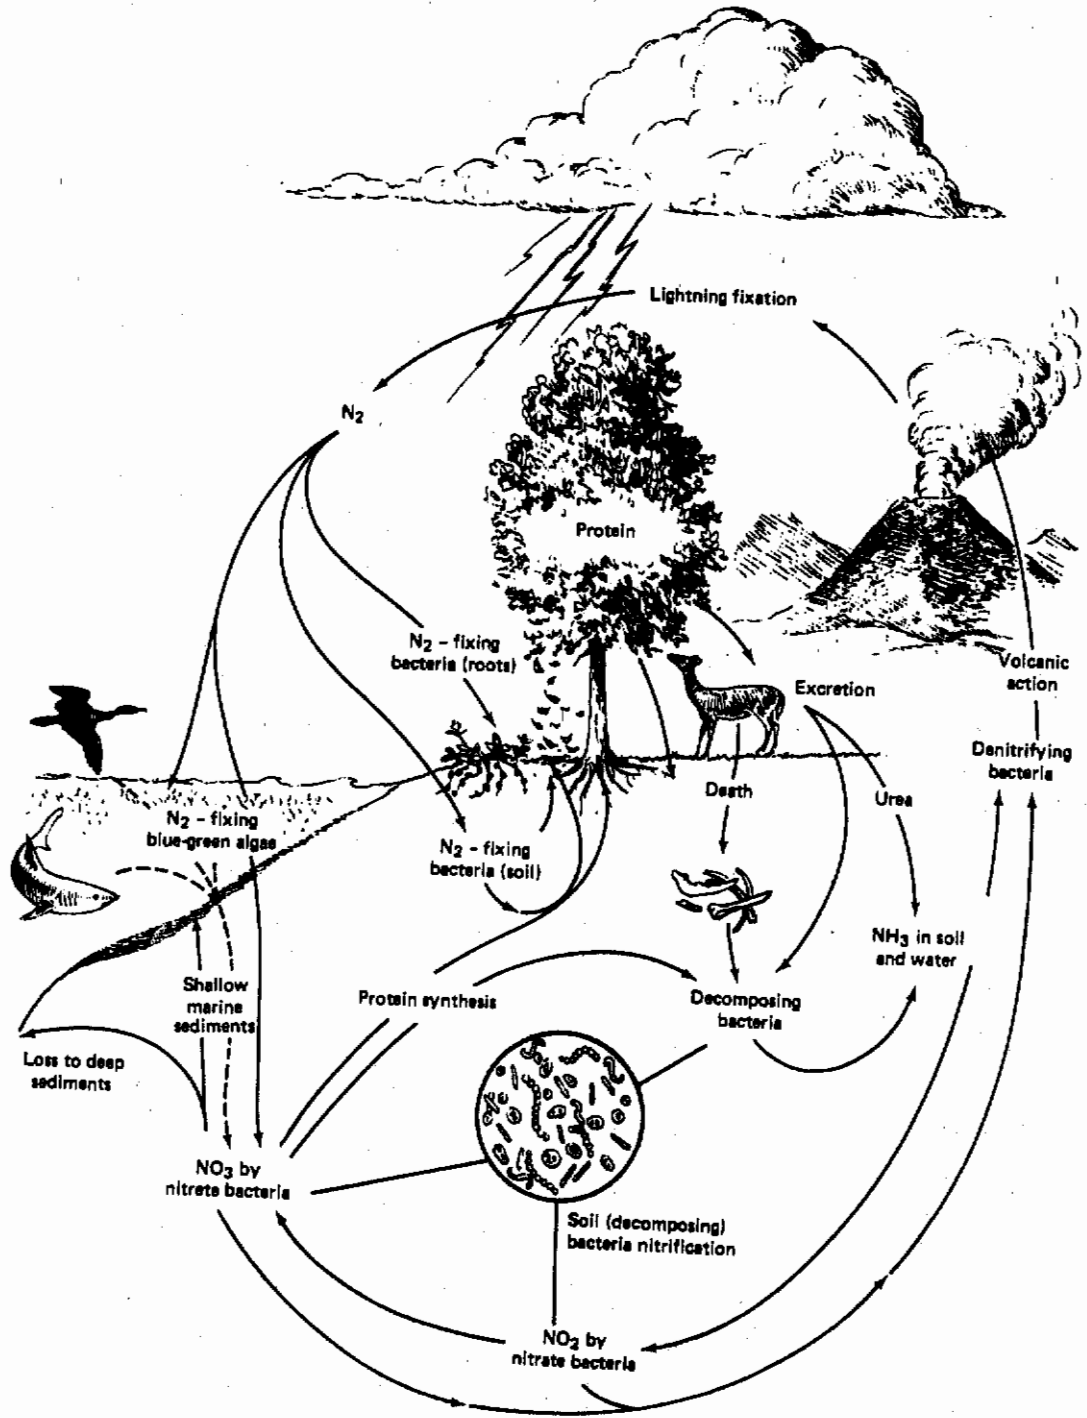 Lightning fixation
N₂
Protein
N₂ - fixing
bacteria (roots)
Excretion
Volcanic
action
Denitrifying
bacteria
Death
Urea
N₂ - fixing
blue-green algae
N₂ - fixing
bacteria (soil)
NH₃ in soil
and water
Shallow
marine
sediments
Protein synthesis
Decomposing
bacteria
Loss to deep
sediments
NO₃ by
nitrate bacteria
Soil (decomposing)
bacteria nitrification
NO₂ by
nitrate bacteria